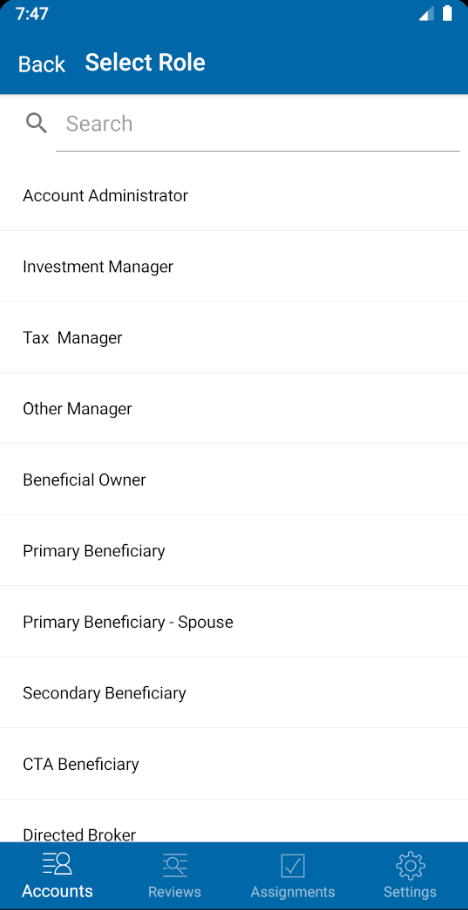 7:47
Back Select Role
Search
Account Administrator
Investment Manager
Tax  Manager
Other Manager
Beneficial Owner
Primary Beneficiary
Primary Beneficiary - Spouse
Secondary Beneficiary
CTA Beneficiary
Directed Broker
Accounts Reviews Assignments Settings